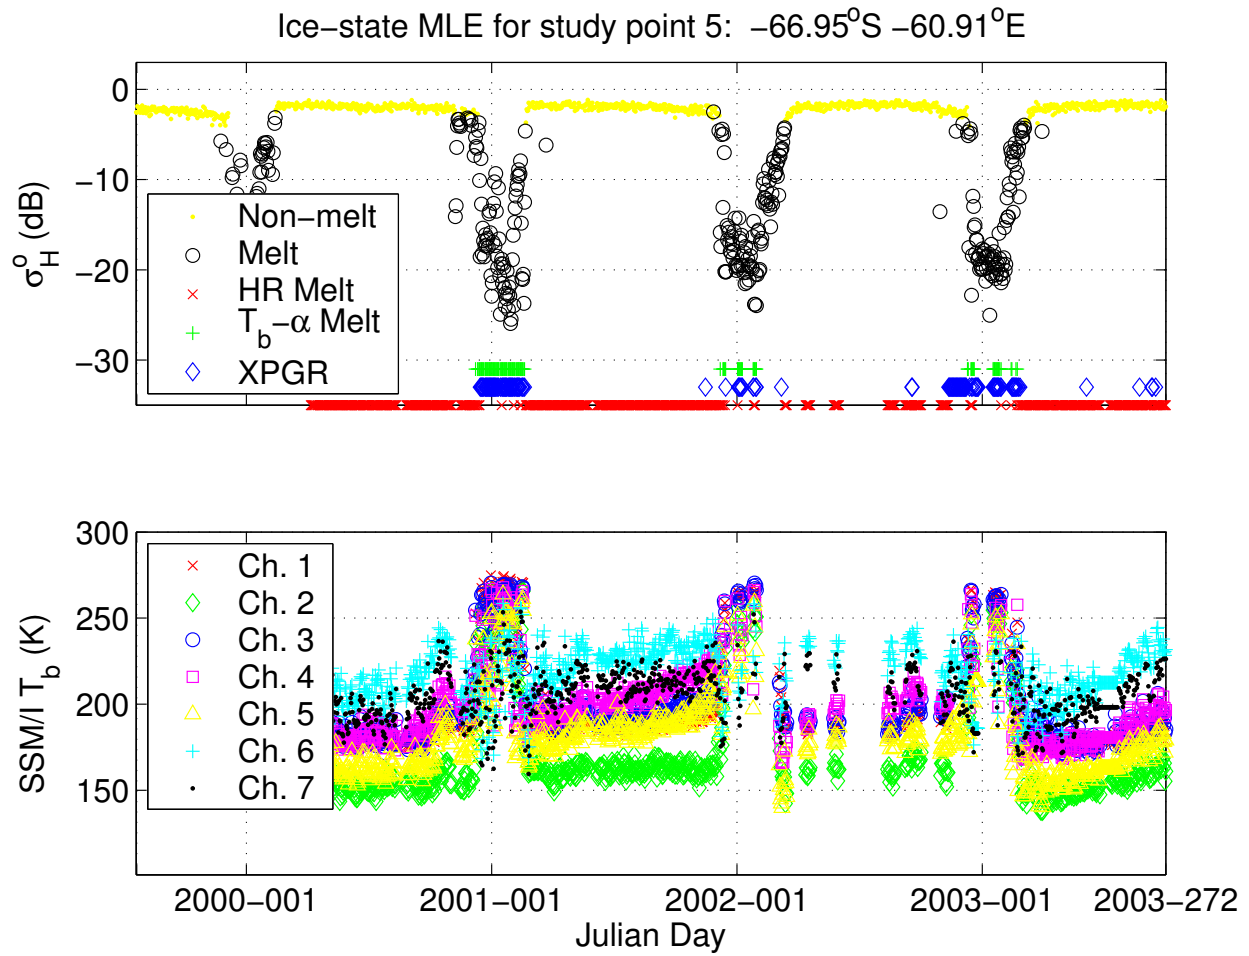 Ice−state MLE for study point 5: −66.95°S −60.91°E
0
−10
−20
−30
σ°H (dB)
Non−melt
Melt
HR Melt
Tb−α Melt
XPGR
300
250
200
150
SSM/I Tb (K)
Ch. 1
Ch. 2
Ch. 3
Ch. 4
Ch. 5
Ch. 6
Ch. 7
2000−001
2001−001
2002−001
2003−001
2003−272
Julian Day